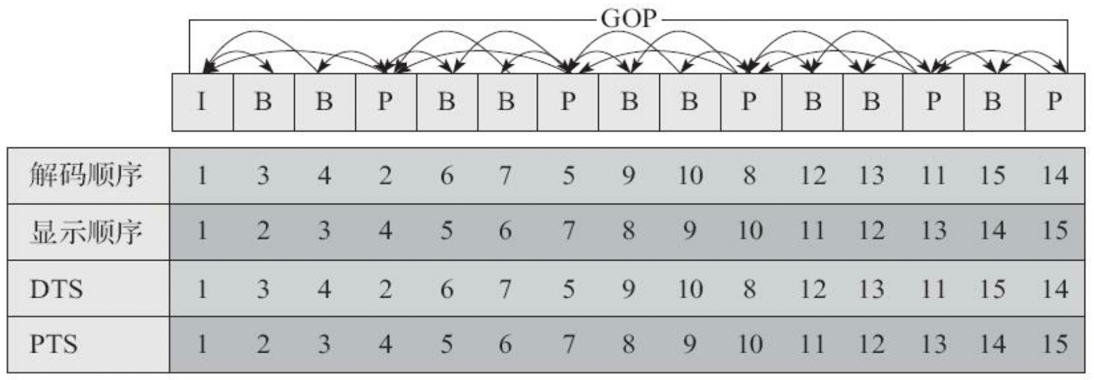 GOP
I B B P B B P B B P B B P B P
解码顺序 1 3 4 2 6 7 5 9 10 8 12 13 11 15 14
显示顺序 1 2 3 4 5 6 7 8 9 10 11 12 13 14 15
DTS 1 3 4 2 6 7 5 9 10 8 12 13 11 15 14
PTS 1 2 3 4 5 6 7 8 9 10 11 12 13 14 15